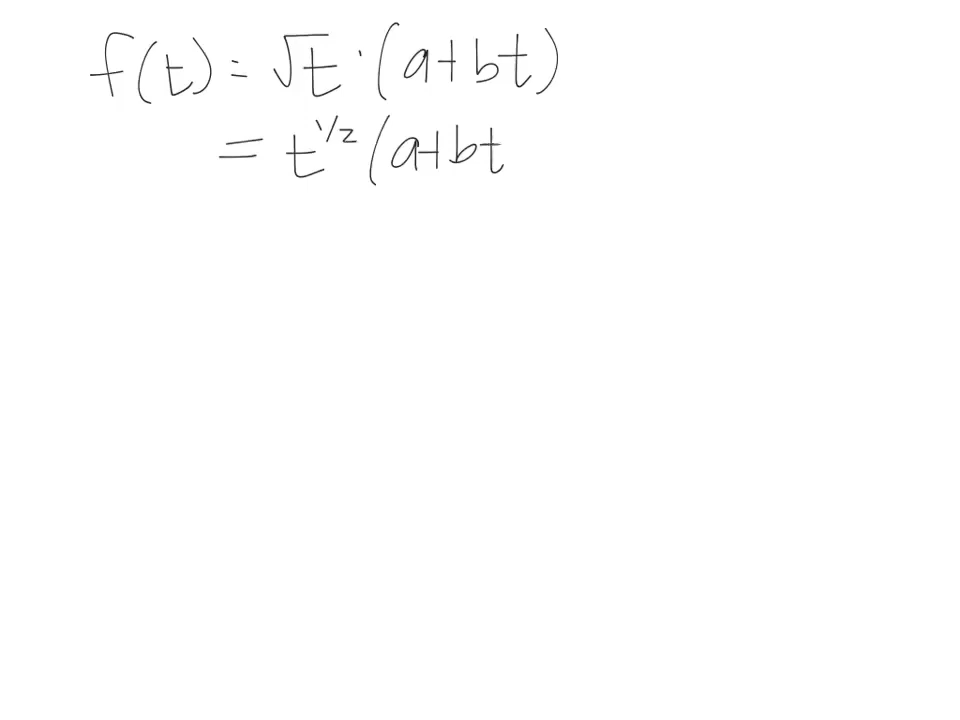 f(t) = √t · (a+bt)
= t^1/2 (a+bt